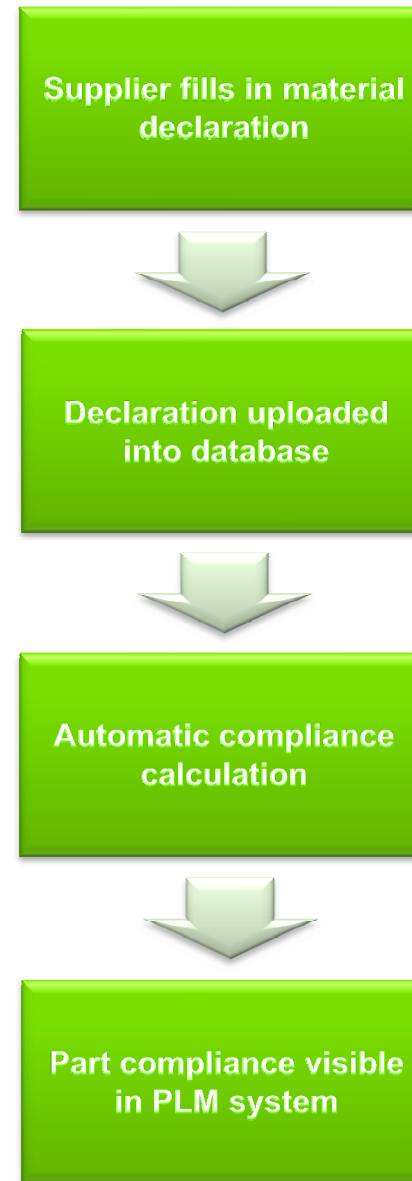 Supplier fills in material
declaration
Declaration uploaded
into database
Automatic compliance
calculation
Part compliance visible
in PLM system